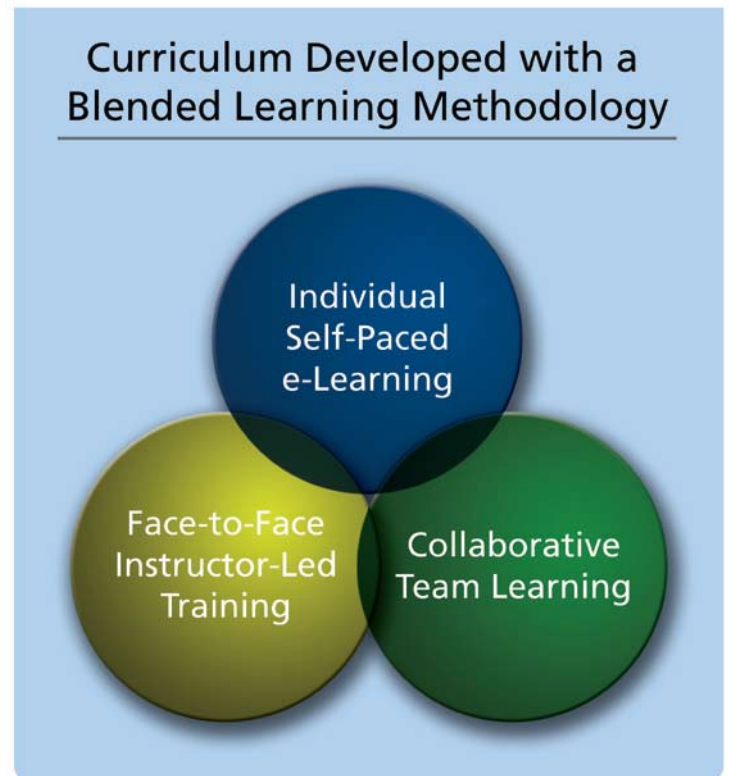 Curriculum Developed with a
Blended Learning Methodology
Individual
Self-Paced
e-Learning
Face-to-Face
Instructor-Led
Training
Collaborative
Team Learning